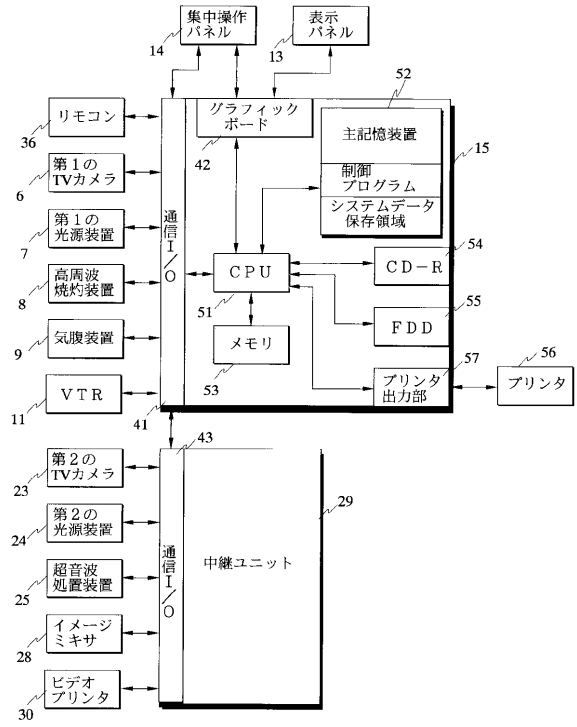 集中操作
パネル
14
表示
パネル
13
52
リモコン
36
グラフィック
ボード
42
主記憶装置
制御
プログラム
システムデータ
保存領域
15
第1の
TVカメラ
6
第1の
光源装置
7
通信I/O
高周波
焼灼装置
8
CPU
51
CD-R
54
気腹装置
9
メモリ
53
FDD
55
VTR
11
41
プリンタ
出力部
57
プリンタ
56
43
第2の
TVカメラ
23
29
第2の
光源装置
24
通信I/O
中継ユニット
超音波
処置装置
25
イメージ
ミキサ
28
ビデオ
プリンタ
30